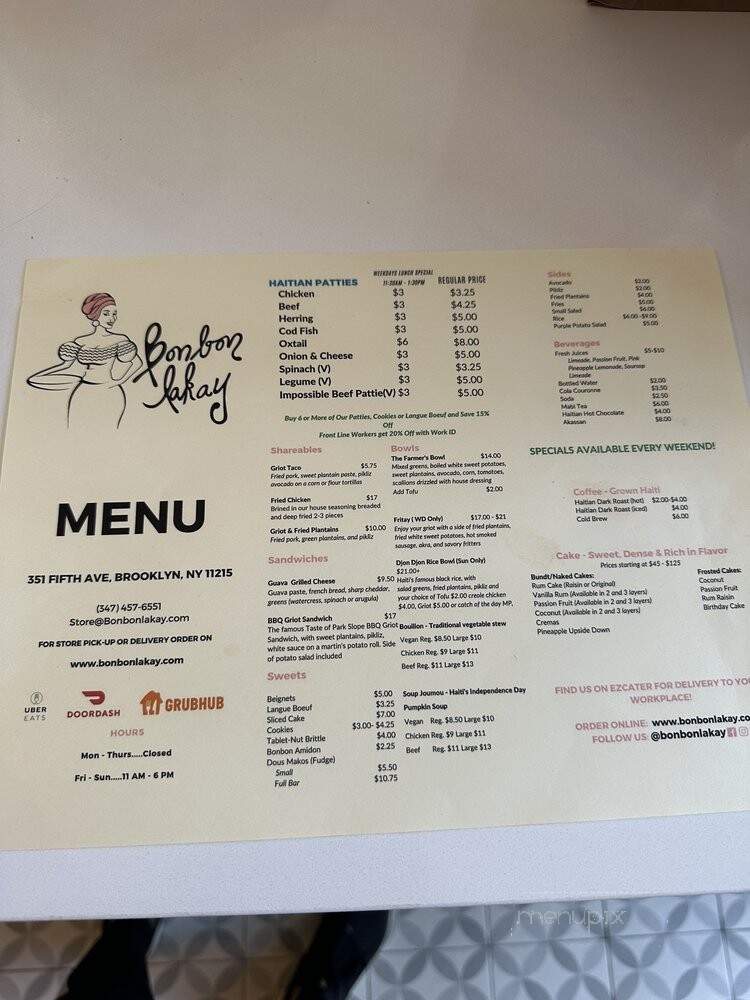 Bonbon
lakay
MENU
351 FIFTH AVE, BROOKLYN, NY 11215
(347) 457-6551
Store@Bonbonlakay.com
FOR STORE PICK-UP OR DELIVERY ORDER ON
www.bonbonlakay.com
UBER
EATS
DOORDASH
GRUBHUB
HOURS
Mon - Thurs.....Closed
Fri - Sun.....11 AM - 6 PM
WEEKDAYS LUNCH SPECIAL
HAITIAN PATTIES 11:30AM - 1:30PM REGULAR PRICE
Chicken $3 $3.25
Beef $3 $4.25
Herring $3 $5.00
Cod Fish $3 $5.00
Oxtail $6 $8.00
Onion & Cheese $3 $5.00
Spinach (V) $3 $3.25
Legume (V) $3 $5.00
Impossible Beef Pattie(V) $3 $5.00
Buy 6 or More of Our Patties, Cookies or Langue Boeuf and Save 15%
Off
Front Line Workers get 20% Off with Work ID
Shareables
Griot Taco $5.75
Fried pork, sweet plantain paste, pikliz
avocado on a corn or flour tortillas
Fried Chicken $17
Brined in our house seasoning breaded
and deep fried 2-3 pieces
Griot & Fried Plantains $10.00
Fried pork, green plantains, and pikliz
Sandwiches
Guava Grilled Cheese $9.50
Guava paste, french bread, sharp cheddar,
greens (watercress, spinach or arugula)
BBQ Griot Sandwich $17
The famous Taste of Park Slope BBQ Griot
Sandwich, with sweet plantains, pikliz,
white sauce on a martin's potato roll. Side
of potato salad included
Sweets
Beignets $5.00
Langue Boeuf $3.25
Sliced Cake $7.00
Cookies $3.00- $4.25
Tablet-Nut Brittle $4.00
Bonbon Amidon $2.25
Dous Makos (Fudge)
Small $5.50
Full Bar $10.75
Bowls
The Farmer's Bowl $14.00
Mixed greens, boiled white sweet potatoes,
sweet plantains, avocado, corn, tomatoes,
scallions drizzled with house dressing
Add Tofu $2.00
Fritay ( WD Only) $17.00 - $21
Enjoy your griot with a side of fried plantains,
fried white sweet potatoes, hot smoked
sausage, akra, and savory fritters
Djon Djon Rice Bowl (Sun Only)
$21.00+
Haiti's famous black rice, with
salad greens, fried plantains, pikliz and
your choice of Tofu $2.00 creole chicken
$4.00, Griot $5.00 or catch of the day MP,
Bouillon - Traditional vegetable stew
Vegan Reg. $8.50 Large $10
Chicken Reg. $9 Large $11
Beef Reg. $11 Large $13
Soup Joumou - Haiti's Independence Day
Pumpkin Soup
Vegan Reg. $8.50 Large $10
Chicken Reg. $9 Large $11
Beef Reg. $11 Large $13
Sides
Avocado $2.00
Pikliz $2.00
Fried Plantains $4.00
Fries $5.00
Small Salad $6.00
Rice $6.00 -$9.00
Purple Potato Salad $5.00
Beverages
Fresh Juices $5-$10
Limeade, Passion Fruit, Pink
Pineapple Lemonade, Soursop
Limeade
Bottled Water $2.00
Cola Couronne $3.50
Soda $2.50
Mabi Tea $6.00
Haitian Hot Chocolate $4.00
Akassan $8.00
SPECIALS AVAILABLE EVERY WEEKEND!
Coffee - Grown Haiti
Haitian Dark Roast (hot) $2.00-$4.00
Haitian Dark Roast (iced) $4.00
Cold Brew $6.00
Cake - Sweet, Dense & Rich in Flavor
Prices starting at $45 - $125
Bundt/Naked Cakes:
Rum Cake (Raisin or Original)
Vanilla Rum (Available in 2 and 3 layers)
Passion Fruit (Available in 2 and 3 layers)
Coconut (Available in 2 and 3 layers)
Cremas
Pineapple Upside Down
Frosted Cakes:
Coconut
Passion Fruit
Rum Raisin
Birthday Cake
FIND US ON EZCATER FOR DELIVERY TO YO
WORKPLACE!
ORDER ONLINE: www.bonbonlakay.co
FOLLOW US: @bonbonlakay
menupix